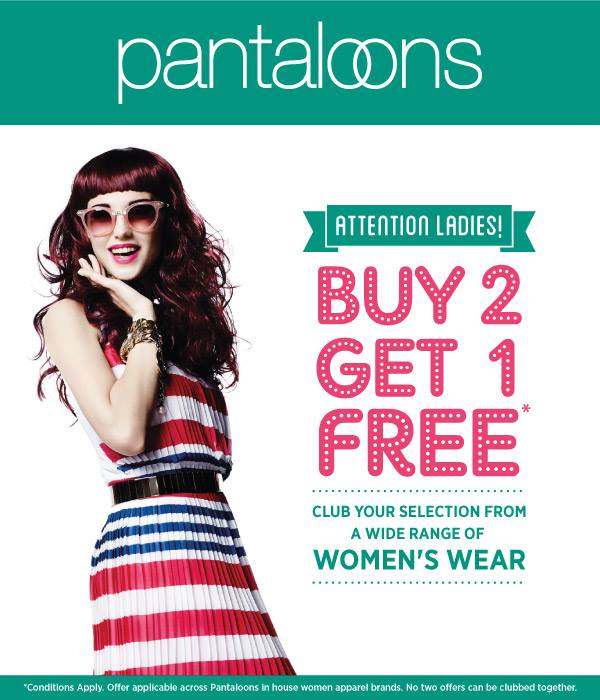 pantaloons
ATTENTION LADIES!
BUY 2
GET 1
FREE*
CLUB YOUR SELECTION FROM
A WIDE RANGE OF
WOMEN'S WEAR
*Conditions Apply. Offer applicable across Pantaloons in house women apparel brands. No two offers can be clubbed together.